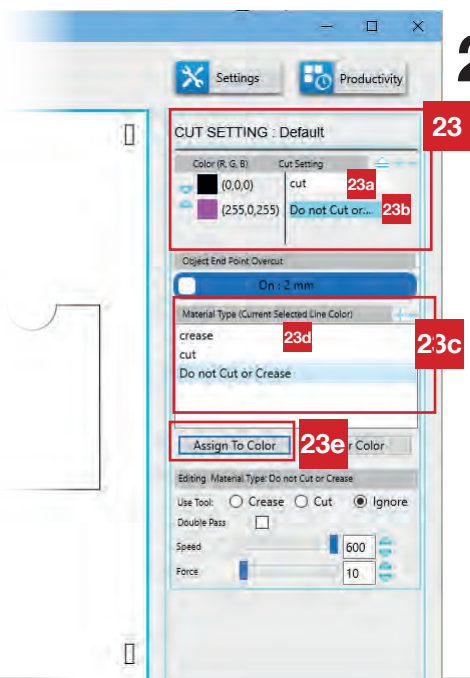 2
Settings Productivity
23
CUT SETTING : Default
Color (R, G, B) Cut Setting
(0,0,0) cut 23a
(255,0,255) Do not Cut or... 23b
Object End Point Overcut
On : 2 mm
Material Type (Current Selected Line Color)
crease 23d
cut 23c
Do not Cut or Crease
Assign To Color 23e r Color
Editing Material Type: Do not Cut or Crease
Use Tool: Crease Cut Ignore
Double Pass
Speed 600
Force 10